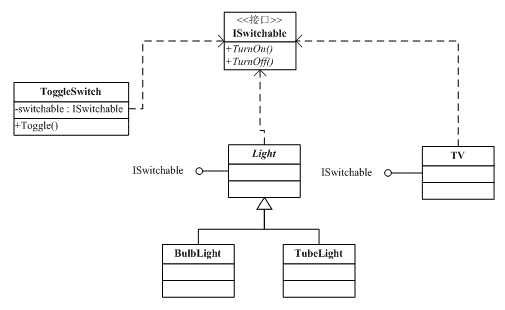 <<接口>>
ISwitchable
+TurnOn()
+TurnOff()
ToggleSwitch
-switchable : ISwitchable
+Toggle()
Light
ISwitchable
TV
ISwitchable
BulbLight
TubeLight